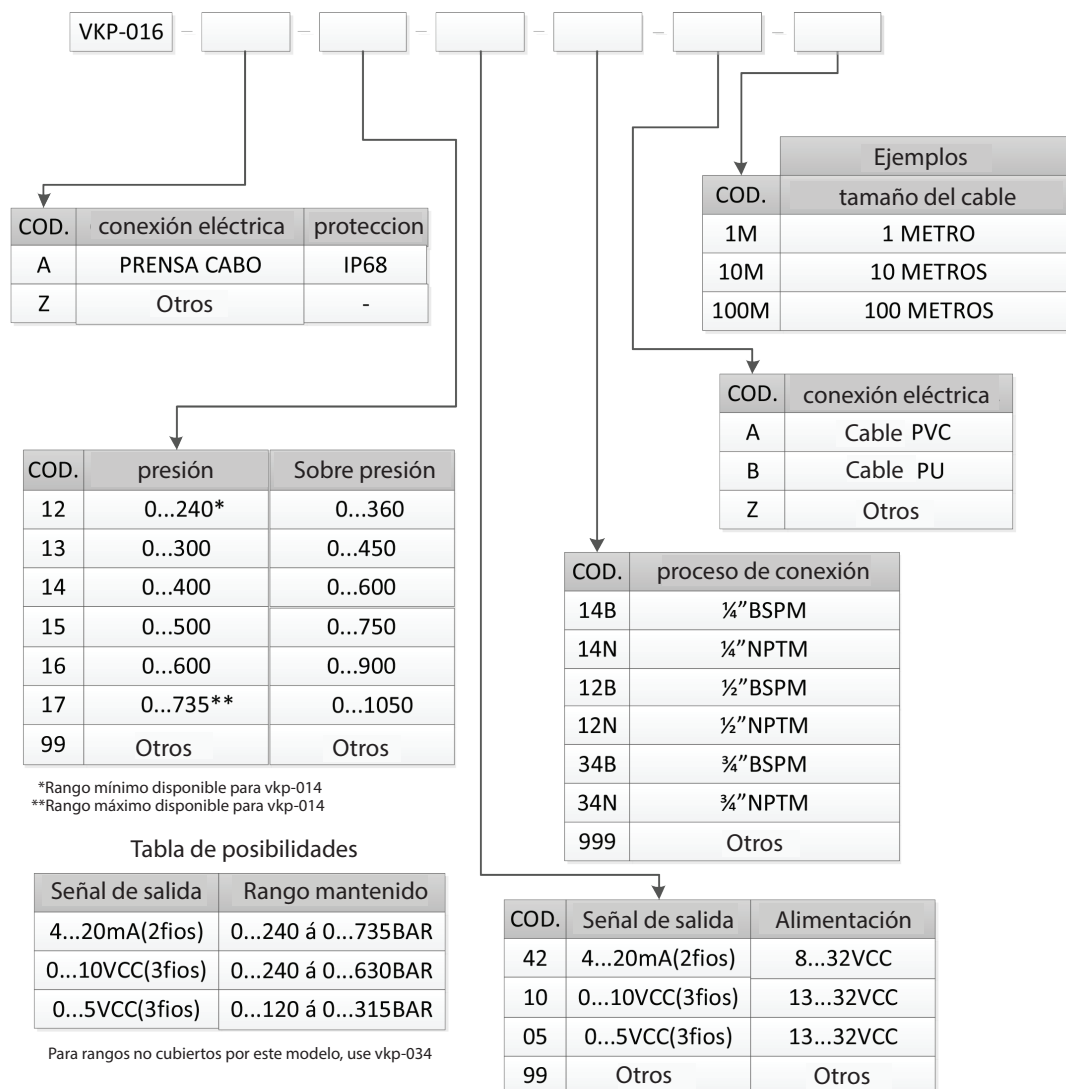 VKP-016 – – – – – –
COD. conexión eléctrica proteccion
A PRENSA CABO IP68
Z Otros -
COD. presión Sobre presión
12 0...240* 0...360
13 0...300 0...450
14 0...400 0...600
15 0...500 0...750
16 0...600 0...900
17 0...735** 0...1050
99 Otros Otros
*Rango mínimo disponible para vkp-014
**Rango máximo disponible para vkp-014
Tabla de posibilidades
Señal de salida Rango mantenido
4...20mA(2fios) 0...240 á 0...735BAR
0...10VCC(3fios) 0...240 á 0...630BAR
0...5VCC(3fios) 0...120 á 0...315BAR
Para rangos no cubiertos por este modelo, use vkp-034
COD. Señal de salida Alimentación
42 4...20mA(2fios) 8...32VCC
10 0...10VCC(3fios) 13...32VCC
05 0...5VCC(3fios) 13...32VCC
99 Otros Otros
COD. proceso de conexión
14B ¼”BSPM
14N ¼”NPTM
12B ½”BSPM
12N ½”NPTM
34B ¾”BSPM
34N ¾”NPTM
999 Otros
COD. conexión eléctrica
A Cable PVC
B Cable PU
Z Otros
Ejemplos
COD. tamaño del cable
1M 1 METRO
10M 10 METROS
100M 100 METROS